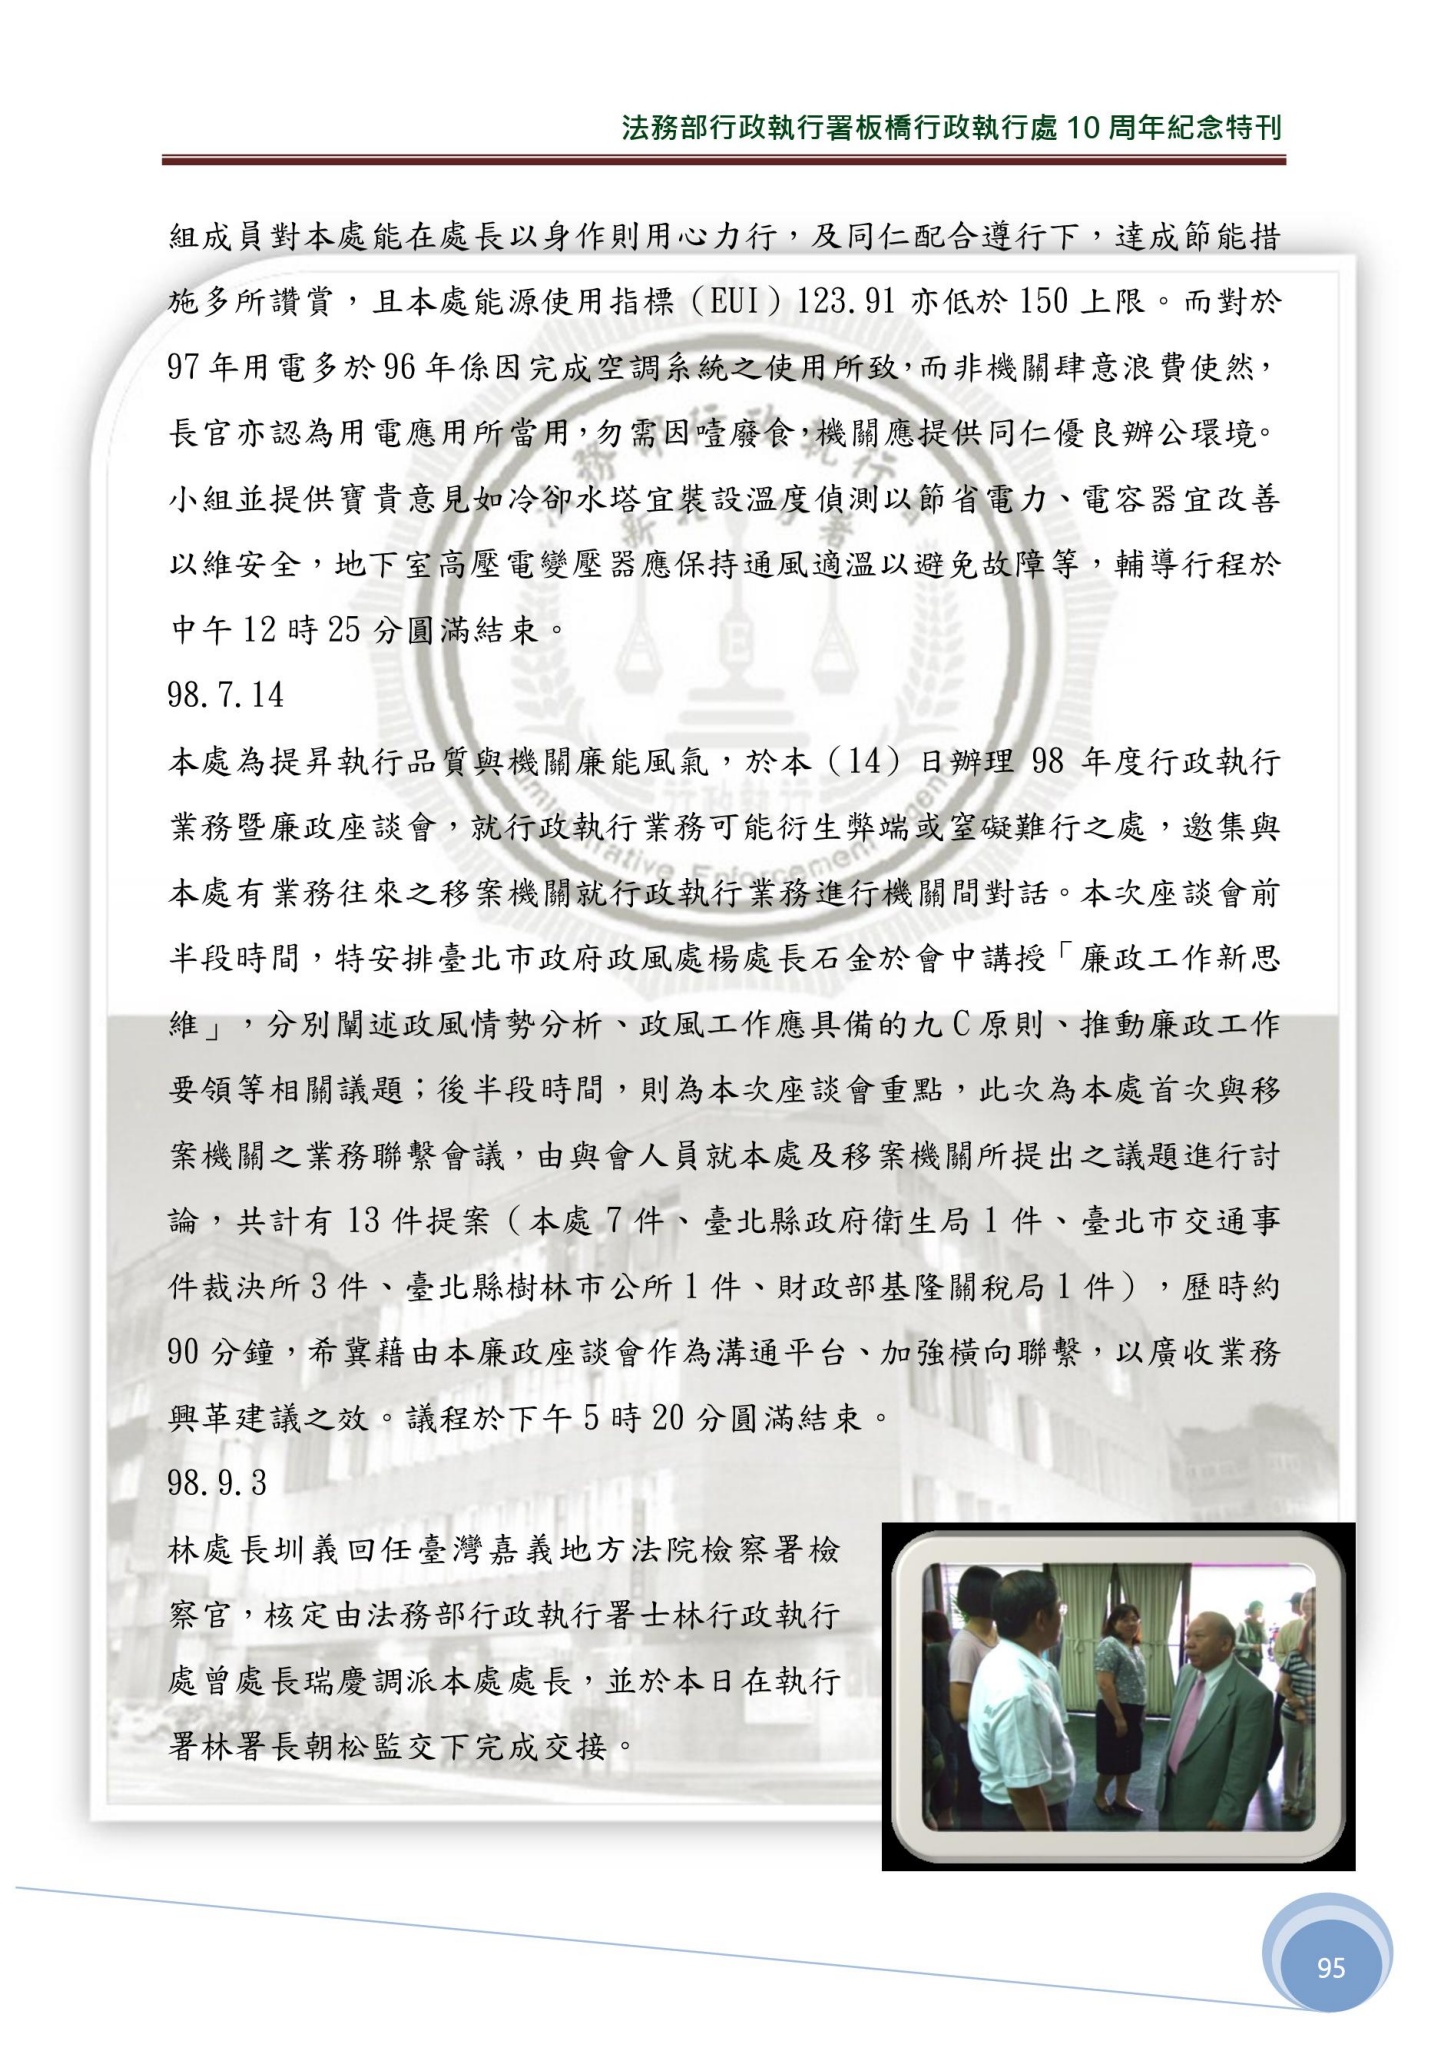 法務部行政執行署板橋行政執行處 10 周年紀念特刊
組成員對本處能在處長以身作則用心力行，及同仁配合遵行下，達成節能措
施多所讚賞，且本處能源使用指標（EUI）123.91 亦低於 150 上限。而對於
97 年用電多於 96 年係因完成空調系統之使用所致，而非機關肆意浪費使然，
長官亦認為用電應用所當用，勿需因噎廢食，機關應提供同仁優良辦公環境。
小組並提供寶貴意見如冷卻水塔宜裝設溫度偵測以節省電力、電容器宜改善
以維安全，地下室高壓電變壓器應保持通風適溫以避免故障等，輔導行程於
中午 12 時 25 分圓滿結束。
98.7.14
本處為提昇執行品質與機關廉能風氣，於本（14）日辦理 98 年度行政執行
業務暨廉政座談會，就行政執行業務可能衍生弊端或窒礙難行之處，邀集與
本處有業務往來之移案機關就行政執行業務進行機關間對話。本次座談會前
半段時間，特安排臺北市政府政風處楊處長石金於會中講授「廉政工作新思
維」，分別闡述政風情勢分析、政風工作應具備的九 C 原則、推動廉政工作
要領等相關議題；後半段時間，則為本次座談會重點，此次為本處首次與移
案機關之業務聯繫會議，由與會人員就本處及移案機關所提出之議題進行討
論，共計有 13 件提案（本處 7 件、臺北縣政府衛生局 1 件、臺北市交通事
件裁決所 3 件、臺北縣樹林市公所 1 件、財政部基隆關稅局 1 件），歷時約
90 分鐘，希冀藉由本廉政座談會作為溝通平台、加強橫向聯繫，以廣收業務
興革建議之效。議程於下午 5 時 20 分圓滿結束。
98.9.3
林處長圳義回任臺灣嘉義地方法院檢察署檢
察官，核定由法務部行政執行署士林行政執行
處曾處長瑞慶調派本處處長，並於本日在執行
署林署長朝松監交下完成交接。
95